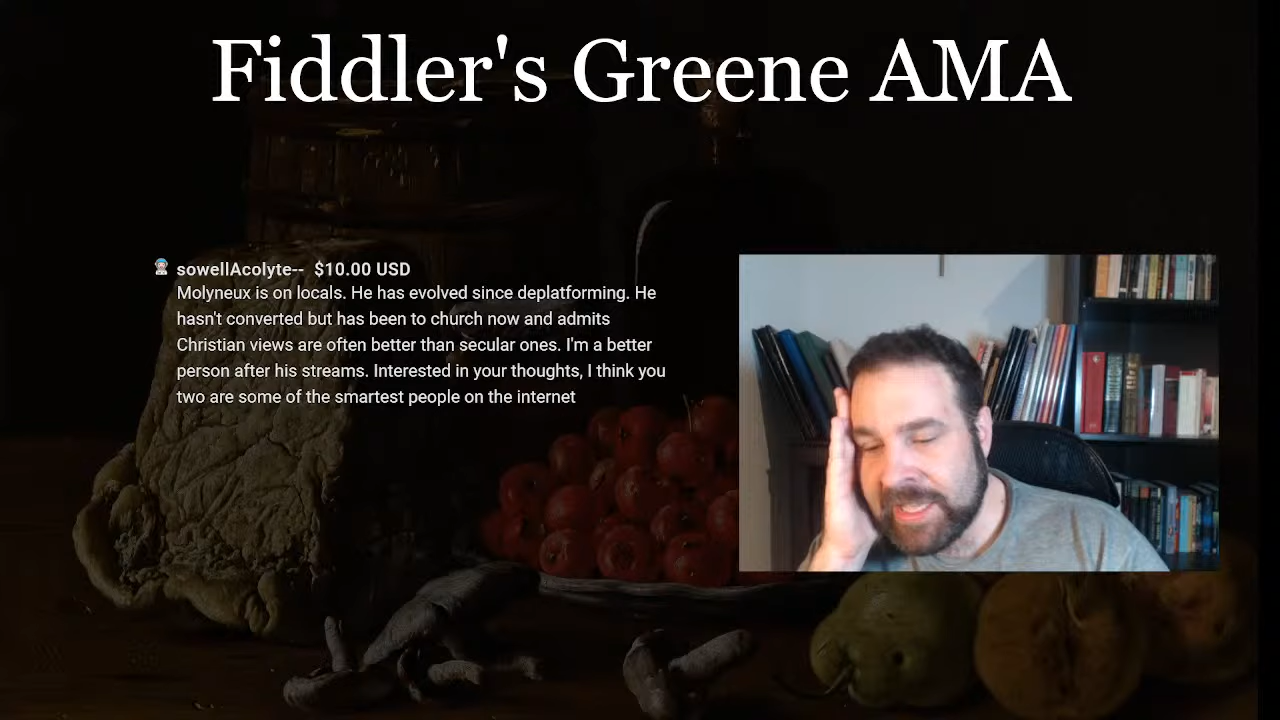 Fiddler's Greene AMA
sowellAcolyte-- $10.00 USD
Molyneux is on locals. He has evolved since deplatforming. He
hasn't converted but has been to church now and admits
Christian views are often better than secular ones. I'm a better
person after his streams. Interested in your thoughts, I think you
two are some of the smartest people on the internet